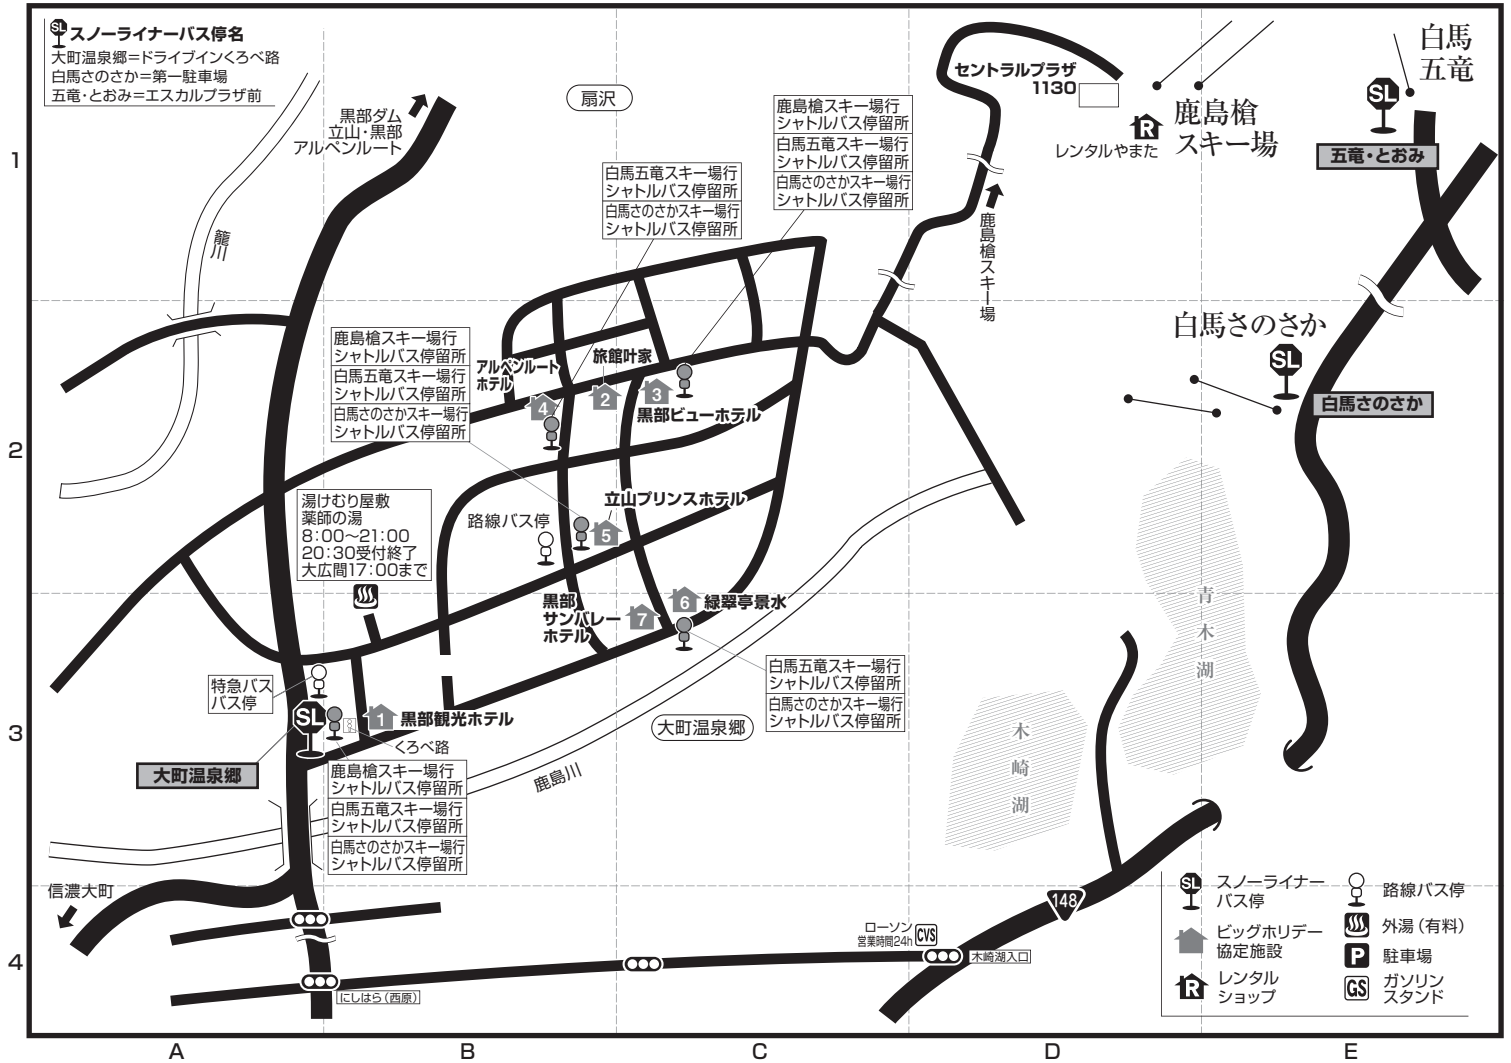 SL スノーライナーバス停名
大町温泉郷＝ドライブインくろべ路
白馬さのさか＝第一駐車場
五竜・とおみ＝エスカルプラザ前
黒部ダム
立山・黒部
アルペンルート
扇沢
籠川
セントラルプラザ
1130
R
レンタルやまた
鹿島槍
スキー場
白馬
五竜
SL
五竜・とおみ
鹿島槍スキー場行
シャトルバス停留所
白馬五竜スキー場行
シャトルバス停留所
白馬さのさかスキー場行
シャトルバス停留所
白馬五竜スキー場行
シャトルバス停留所
白馬さのさかスキー場行
シャトルバス停留所
鹿島槍スキー場
1
鹿島槍スキー場行
シャトルバス停留所
白馬五竜スキー場行
シャトルバス停留所
白馬さのさかスキー場行
シャトルバス停留所
アルペンルート
ホテル
4
旅館叶家
2
3
黒部ビューホテル
白馬さのさか
SL
白馬さのさか
2
湯けむり屋敷
薬師の湯
8：00〜21：00
20：30受付終了
大広間17：00まで
路線バス停
立山プリンスホテル
5
黒部
サンバレー
ホテル
7
6
緑翠亭景水
白馬五竜スキー場行
シャトルバス停留所
白馬さのさかスキー場行
シャトルバス停留所
青木湖
木崎湖
特急バス
バス停
SL
1
黒部観光ホテル
くろべ路
大町温泉郷
大町温泉郷
鹿島槍スキー場行
シャトルバス停留所
白馬五竜スキー場行
シャトルバス停留所
白馬さのさかスキー場行
シャトルバス停留所
鹿島川
3
信濃大町
148
ローソン
営業時間24h
CVS
木崎湖入口
にしはら（西原）
4
SL
スノーライナー
バス停
ビッグホリデー
協定施設
R
レンタル
ショップ
路線バス停
外湯（有料）
P
駐車場
GS
ガソリン
スタンド
A
B
C
D
E